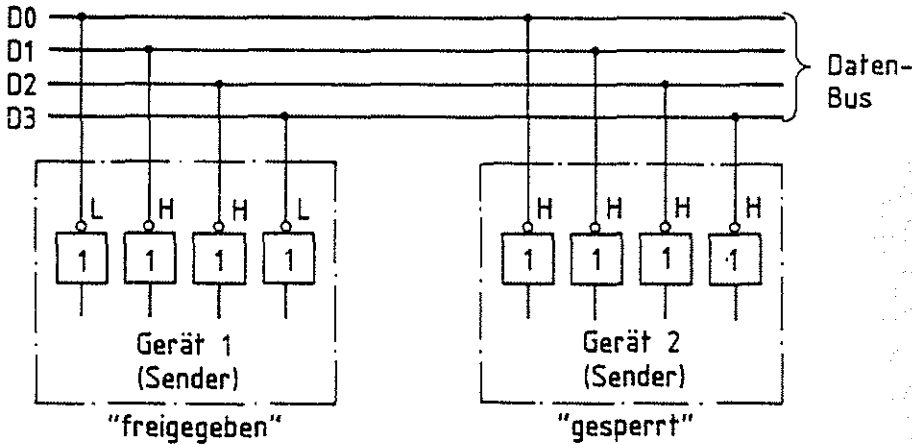 D0
D1
D2
D3
Daten-
Bus
L H H L
1 1 1 1
Gerät 1
(Sender)
"freigegeben"
H H H H
1 1 1 1
Gerät 2
(Sender)
"gesperrt"